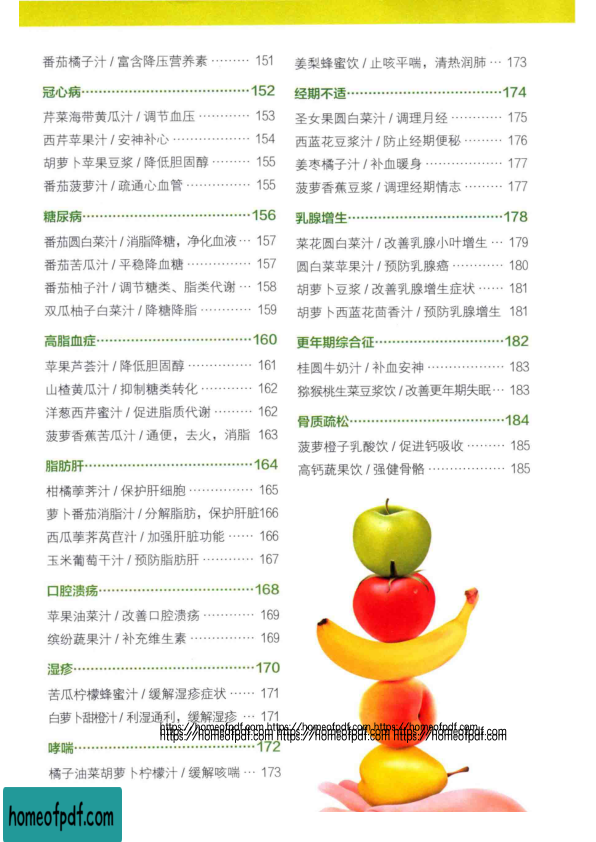 番茄橘子汁 / 富含降压营养素 ……… 151
冠心病……………………………………152
芹菜海带黄瓜汁 / 调节血压 ………… 153
西芹苹果汁 / 安神补心 ……………… 154
胡萝卜苹果豆浆 / 降低胆固醇 ……… 155
番茄菠萝汁 / 疏通心血管 …………… 155
糖尿病……………………………………156
番茄圆白菜汁 / 消脂降糖，净化血液… 157
番茄苦瓜汁 / 平稳降血糖 …………… 157
番茄柚子汁 / 调节糖类、脂类代谢 … 158
双瓜柚子白菜汁 / 降糖降脂 ………… 159
高脂血症…………………………………160
苹果芦荟汁 / 降低胆固醇 …………… 161
山楂黄瓜汁 / 抑制糖类转化 ………… 162
洋葱西芹蜜汁 / 促进脂质代谢 ……… 162
菠萝香蕉苦瓜汁 / 通便，去火，消脂 163
脂肪肝……………………………………164
柑橘荸荠汁 / 保护肝细胞 …………… 165
萝卜番茄消脂汁 / 分解脂肪，保护肝脏166
西瓜荸荠莴苣汁 / 加强肝脏功能 …… 166
玉米葡萄干汁 / 预防脂肪肝 ………… 167
口腔溃疡…………………………………168
苹果油菜汁 / 改善口腔溃疡 ………… 169
缤纷蔬果汁 / 补充维生素 …………… 169
湿疹………………………………………170
苦瓜柠檬蜂蜜汁 / 缓解湿疹症状 …… 171
白萝卜甜橙汁 / 利湿通利，缓解湿疹 … 171
哮喘………………………………………172
橘子油菜胡萝卜柠檬汁 / 缓解咳喘 … 173
姜梨蜂蜜饮 / 止咳平喘，清热润肺 … 173
经期不适…………………………………174
圣女果圆白菜汁 / 调理月经 ………… 175
西蓝花豆浆汁 / 防止经期便秘 ……… 176
姜枣橘子汁 / 补血暖身 ……………… 177
菠萝香蕉豆浆 / 调理经期情志 ……… 177
乳腺增生…………………………………178
菜花圆白菜汁 / 改善乳腺小叶增生 … 179
圆白菜苹果汁 / 预防乳腺癌 ………… 180
胡萝卜豆浆 / 改善乳腺增生症状 …… 181
胡萝卜西蓝花茴香汁 / 预防乳腺增生 181
更年期综合征……………………………182
桂圆牛奶汁 / 补血安神 ……………… 183
猕猴桃生菜豆浆饮 / 改善更年期失眠… 183
骨质疏松…………………………………184
菠萝橙子乳酸饮 / 促进钙吸收 ……… 185
高钙蔬果饮 / 强健骨骼 ……………… 185
https://homeofpdf.com https://homeofpdf.com https://homeofpdf.com
https://homeofpdf.com https://homeofpdf.com https://homeofpdf.com
homeofpdf.com